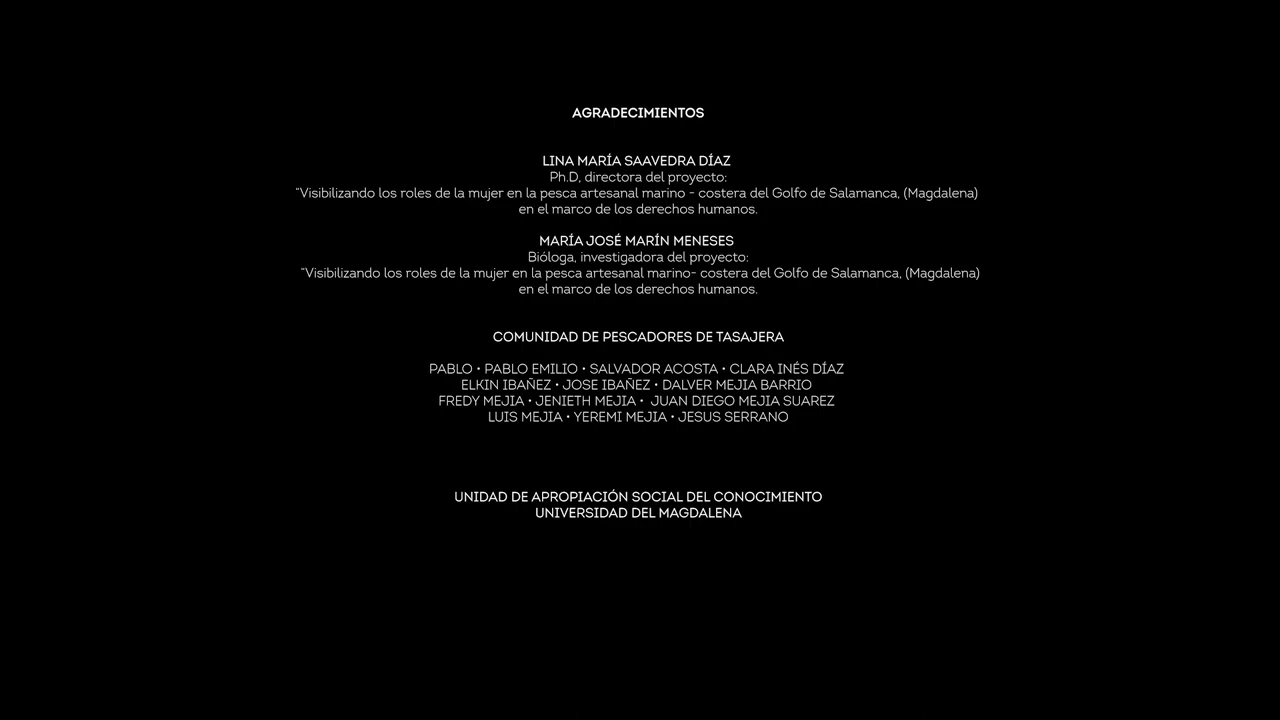 AGRADECIMIENTOS
LINA MARÍA SAAVEDRA DÍAZ
Ph.D, directora del proyecto:
"Visibilizando los roles de la mujer en la pesca artesanal marino - costera del Golfo de Salamanca, (Magdalena)
en el marco de los derechos humanos.
MARÍA JOSÉ MARÍN MENESES
Bióloga, investigadora del proyecto:
"Visibilizando los roles de la mujer en la pesca artesanal marino- costera del Golfo de Salamanca, (Magdalena)
en el marco de los derechos humanos.
COMUNIDAD DE PESCADORES DE TASAJERA
PABLO • PABLO EMILIO • SALVADOR ACOSTA • CLARA INÉS DÍAZ
ELKIN IBAÑEZ • JOSE IBAÑEZ • DALVER MEJIA BARRIO
FREDY MEJIA • JENIETH MEJIA • JUAN DIEGO MEJIA SUAREZ
LUIS MEJIA • YEREMI MEJIA • JESUS SERRANO
UNIDAD DE APROPIACIÓN SOCIAL DEL CONOCIMIENTO
UNIVERSIDAD DEL MAGDALENA